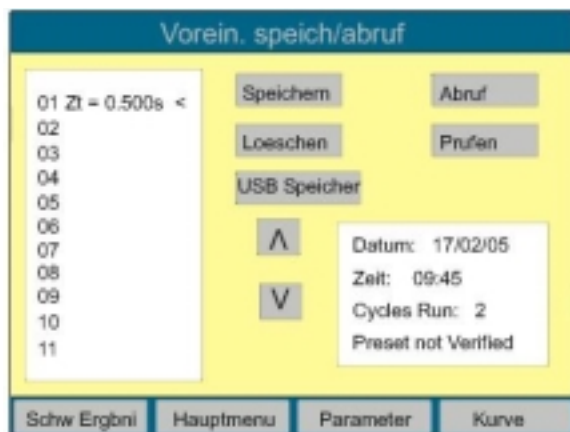 Vorein. speich/abruf
01 Zt = 0.500s <
02
03
04
05
06
07
08
09
10
11
Speichern
Abruf
Loeschen
Prufen
USB Speicher
Λ
V
Datum: 17/02/05
Zeit: 09:45
Cycles Run: 2
Preset not Verified
Schw Ergbni
Hauptmenu
Parameter
Kurve